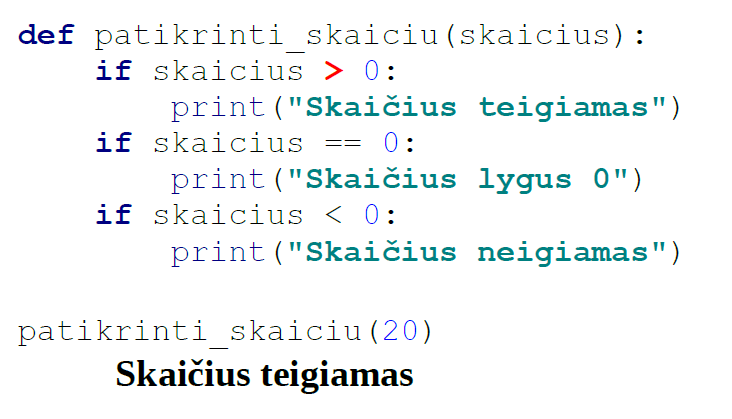 def patikrinti_skaiciu(skaicius):
    if skaicius > 0:
        print("Skaičius teigiamas")
    if skaicius == 0:
        print("Skaičius lygus 0")
    if skaicius < 0:
        print("Skaičius neigiamas")
patikrinti_skaiciu(20)
Skaičius teigiamas